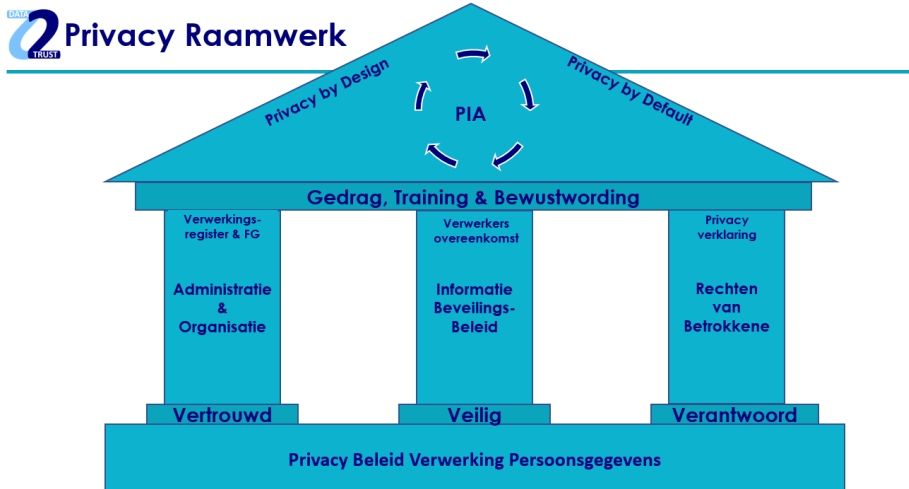 DATA
TRUST
Privacy Raamwerk
Privacy by Design
Privacy by Default
PIA
Gedrag, Training & Bewustwording
Verwerkings-
register & FG
Administratie
&
Organisatie
Verwerkers
overeenkomst
Informatie
Beveilings-
Beleid
Privacy
verklaring
Rechten
van
Betrokkene
Vertrouwd
Veilig
Verantwoord
Privacy Beleid Verwerking Persoonsgegevens